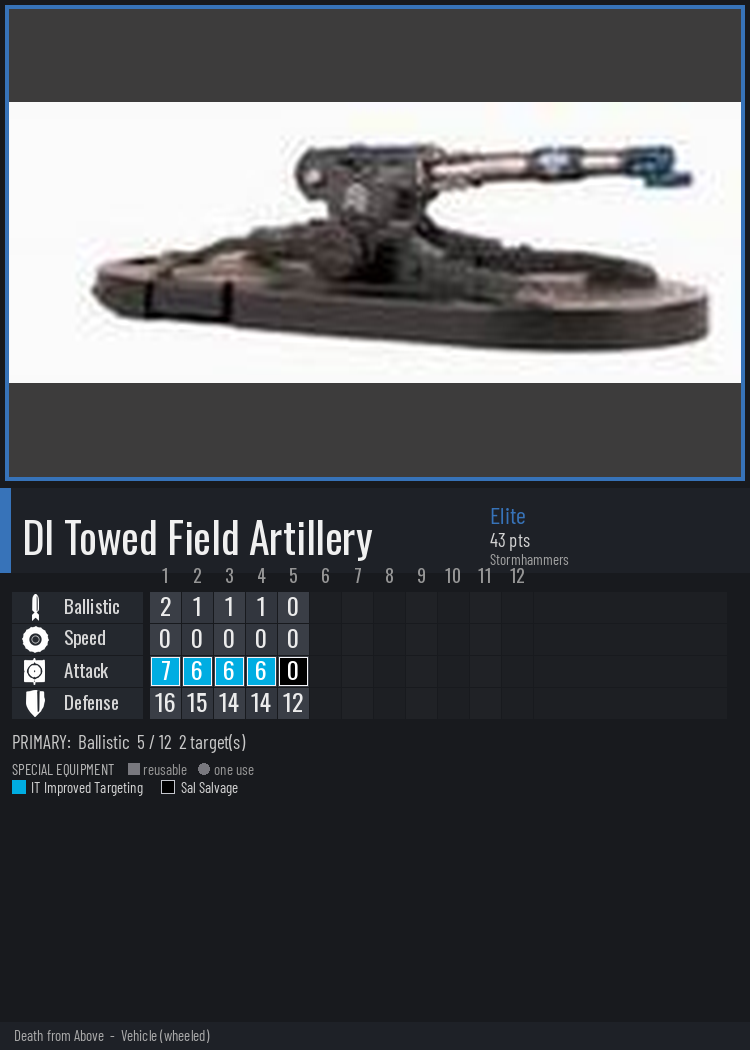 DI Towed Field Artillery
Elite
43 pts
Stormhammers
1 2 3 4 5 6 7 8 9 10 11 12
Ballistic 2 1 1 1 0
Speed 0 0 0 0 0
Attack 7 6 6 6 0
Defense 16 15 14 14 12
PRIMARY: Ballistic 5 / 12 2 target(s)
SPECIAL EQUIPMENT reusable one use
IT Improved Targeting Sal Salvage
Death from Above - Vehicle (wheeled)